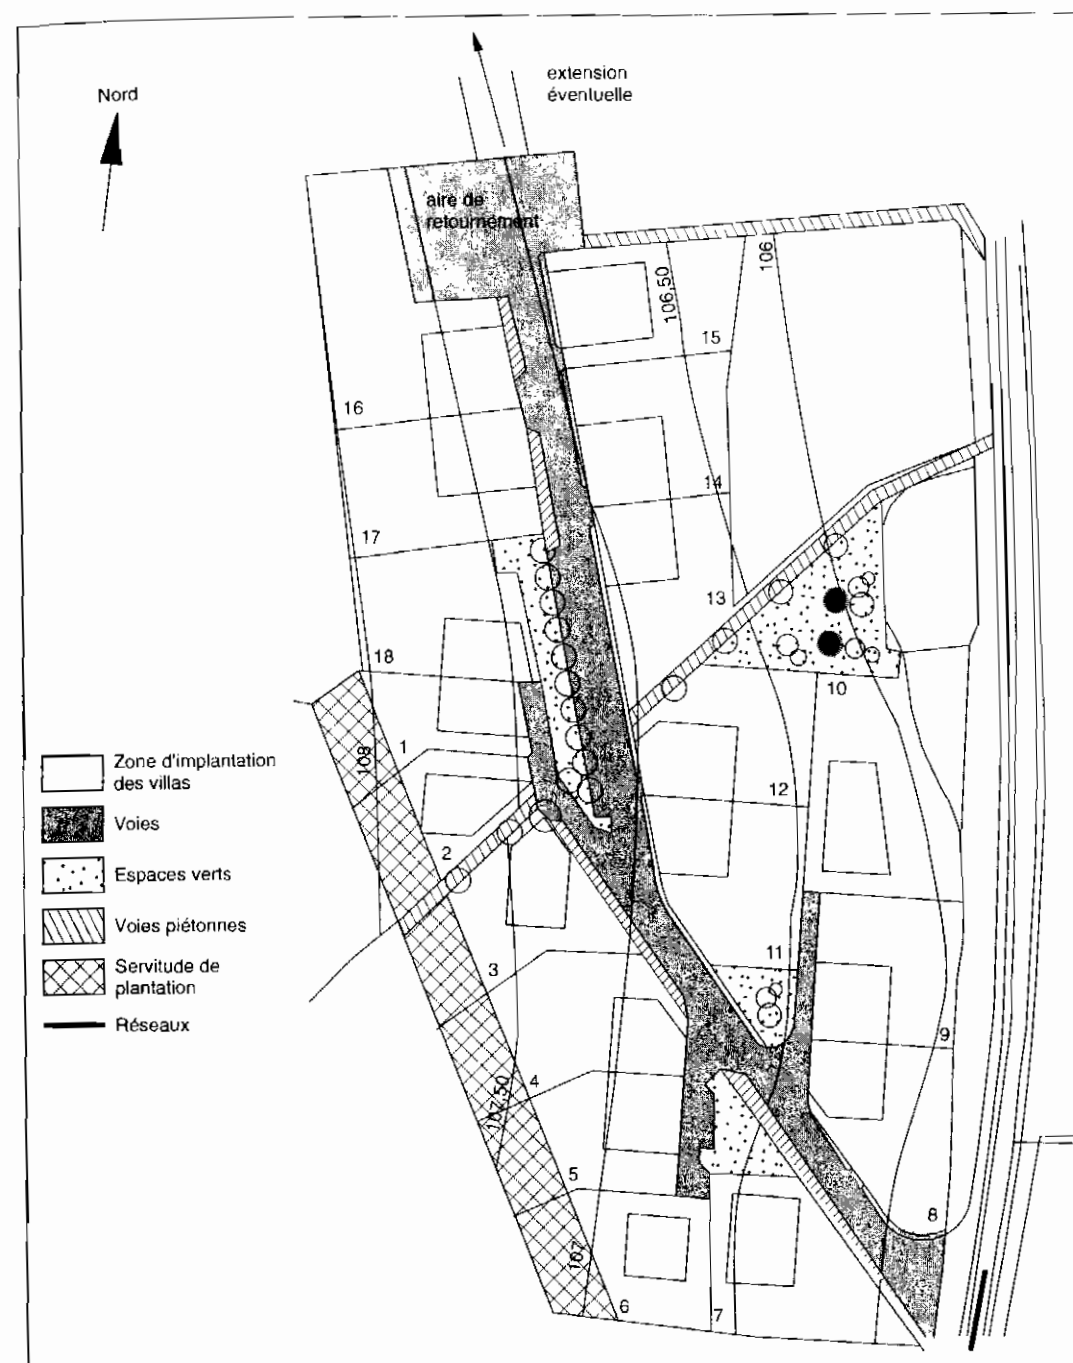 Nord
extension
éventuelle
aire de
retournement
106,50
106
15
16
14
17
13
18
10
108
1
12
2
11
3
9
4
107,50
5
8
107
6
7
Zone d'implantation
des villas
Voies
Espaces verts
Voies piétonnes
Servitude de
plantation
Réseaux